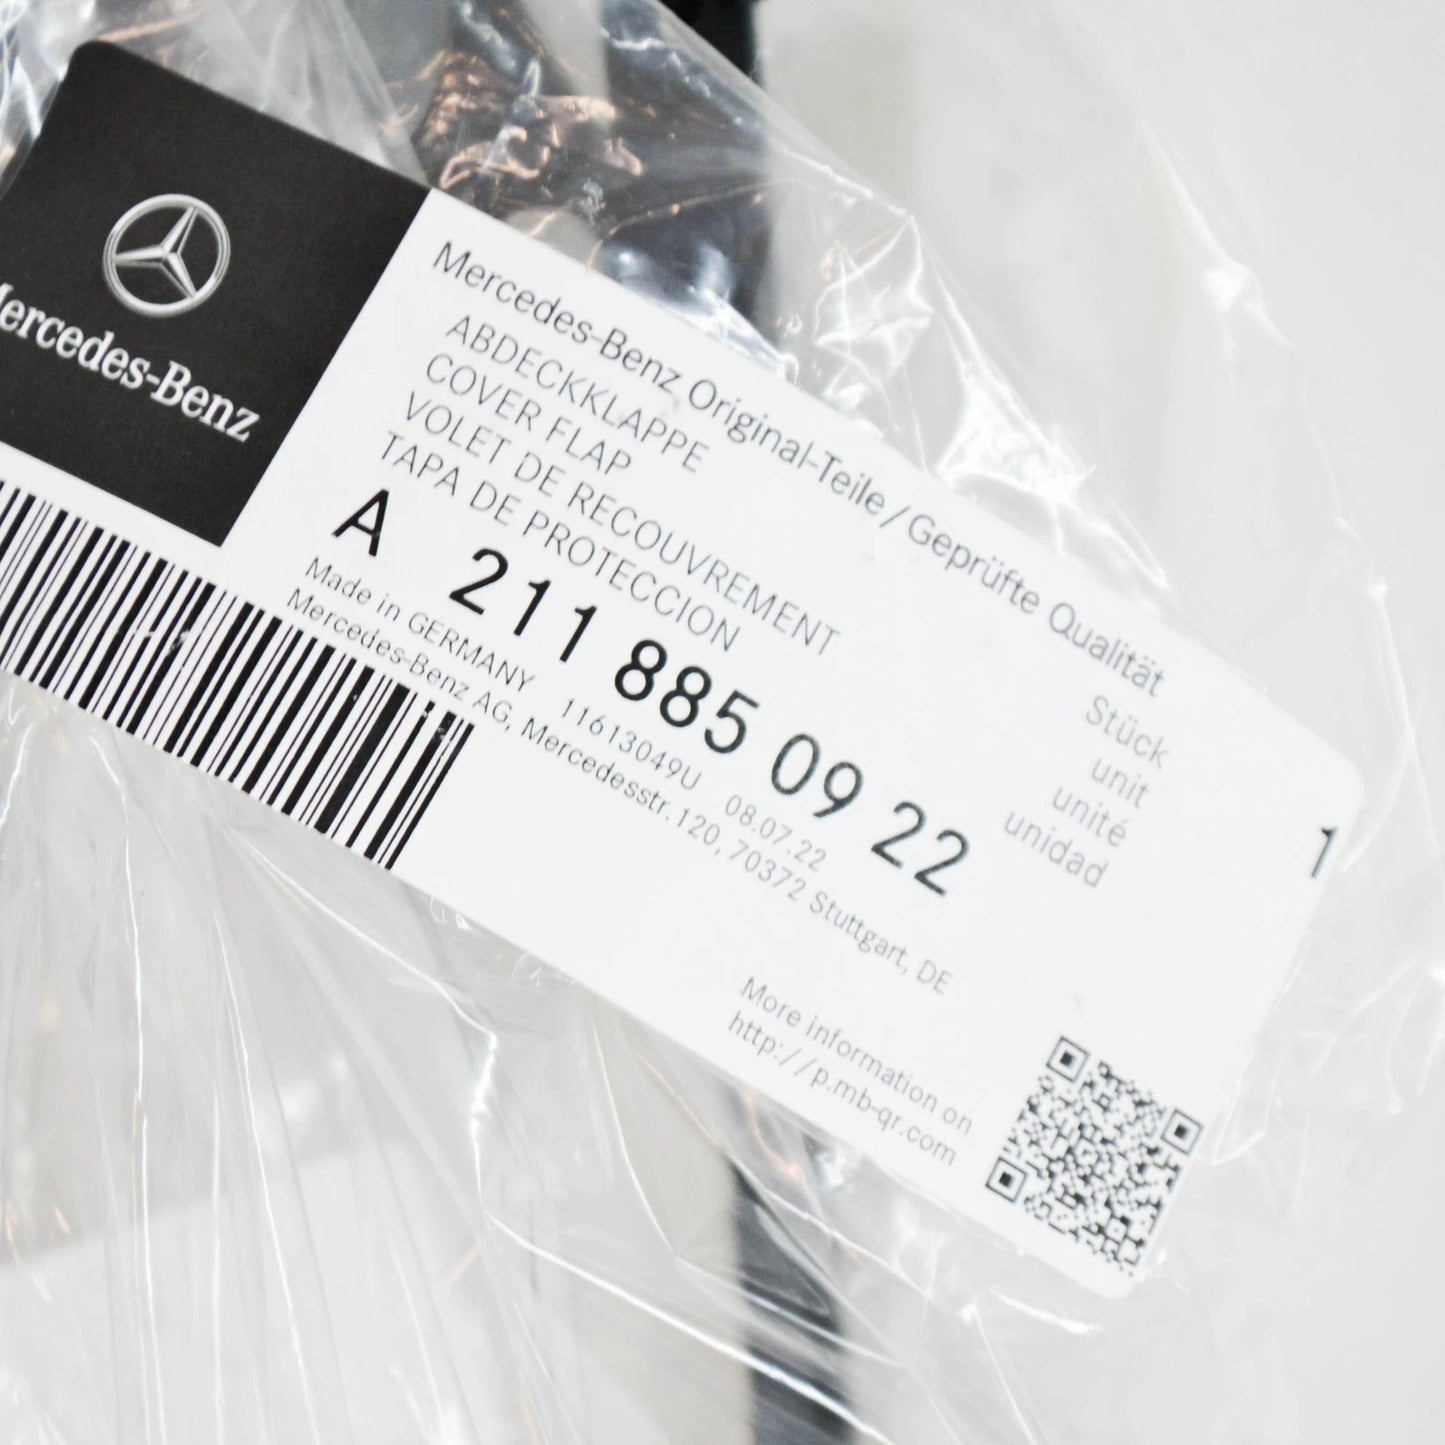 Mercedes-Benz
Mercedes-Benz Original-Teile / Geprüfte Qualität
ABDECKKLAPPE
COVER FLAP
VOLET DE RECOUVREMENT
TAPA DE PROTECCION
A 211 885 09 22
Stück
unit
unité
unidad
1
Made in GERMANY 11613049U 08.07.22
Mercedes-Benz AG, Mercedesstr.120, 70372 Stuttgart, DE
More information on
http://p.mb-qr.com